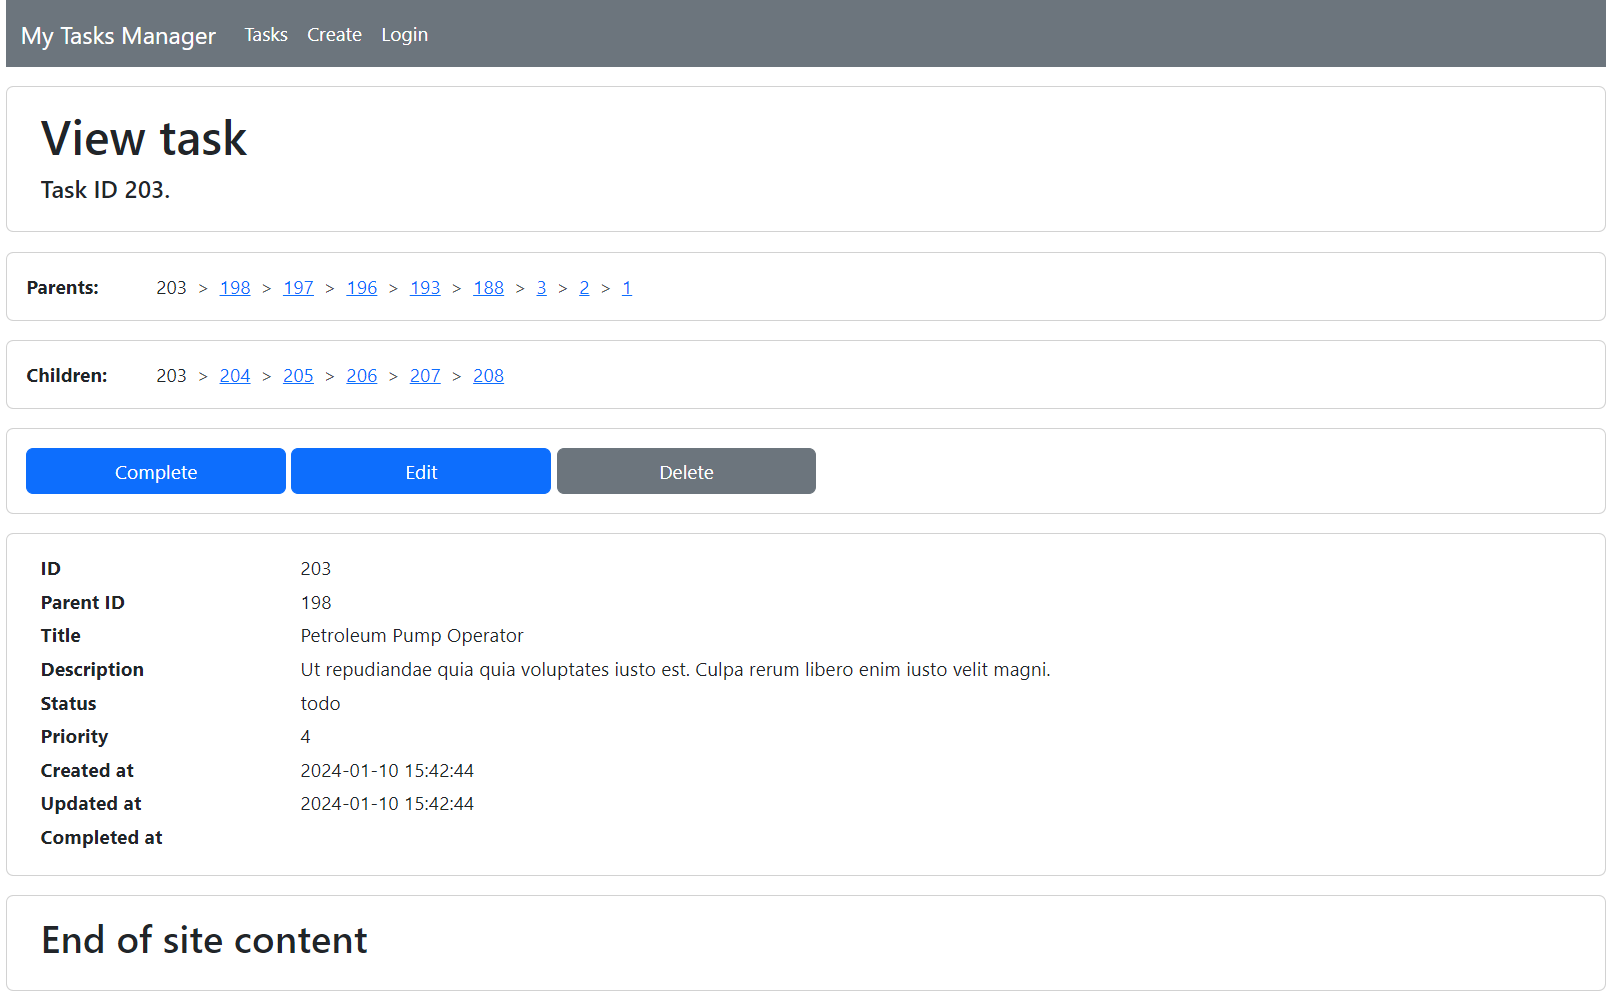 My Tasks Manager Tasks Create Login
View task
Task ID 203.
Parents: 203 > 198 > 197 > 196 > 193 > 188 > 3 > 2 > 1
Children: 203 > 204 > 205 > 206 > 207 > 208
Complete Edit Delete
ID 203
Parent ID 198
Title Petroleum Pump Operator
Description Ut repudiandae quia quia voluptates iusto est. Culpa rerum libero enim iusto velit magni.
Status todo
Priority 4
Created at 2024-01-10 15:42:44
Updated at 2024-01-10 15:42:44
Completed at
End of site content